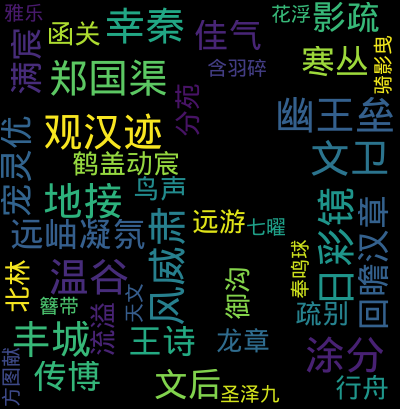 雅乐
满宸
函关
幸秦
佳气
花浮
影疏
含羽碎
寒丛
骑影曳
郑国渠
分苑
观汉迹
幽王垒
宠灵优
鹤盖动宸
文卫
地接
鸟声
远岫凝氛
风威肃
远游
七曜
日彩镜
回瞻汉章
北林
温谷
天文
御沟
奉鸣球
簪带
流溢
疏别
丰城
王诗
龙章
涂分
方图献
传博
文后
圣泽九
行舟